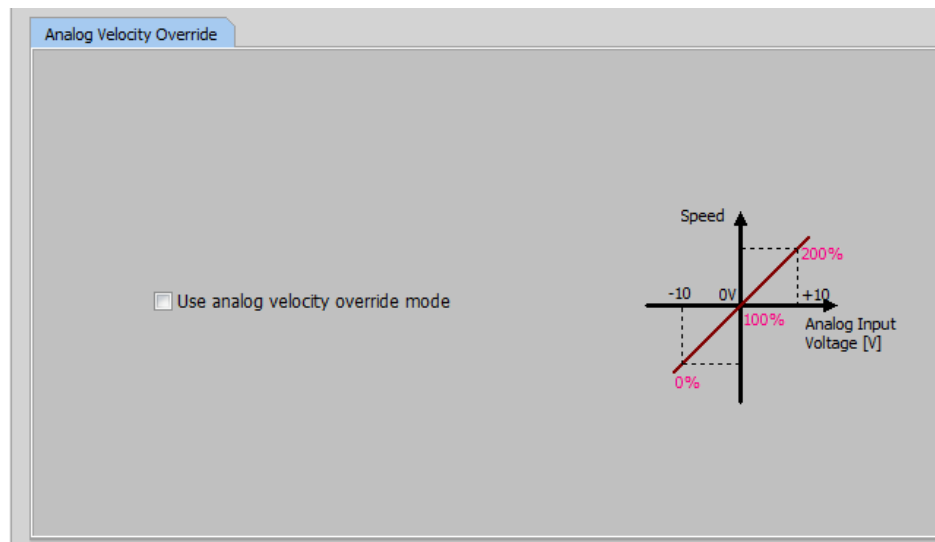 Analog Velocity Override
Speed
200%
Use analog velocity override mode
-10
0V
+10
100%
Analog Input
Voltage [V]
0%